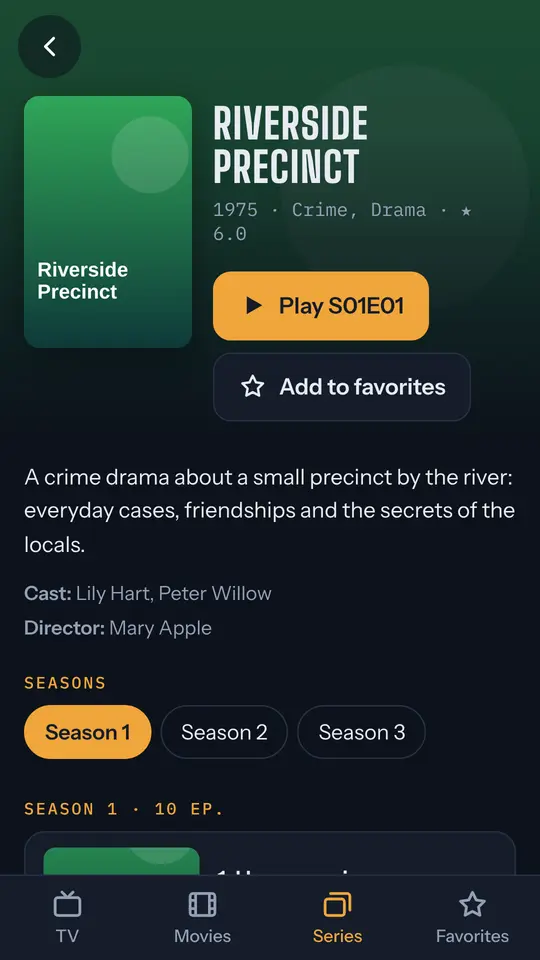 Riverside
Precinct
RIVERSIDE
PRECINCT
1975 · Crime, Drama · ★
6.0
Play S01E01
Add to favorites
A crime drama about a small precinct by the river:
everyday cases, friendships and the secrets of the
locals.
Cast: Lily Hart, Peter Willow
Director: Mary Apple
SEASONS
Season 1
Season 2
Season 3
SEASON 1 · 10 EP.
TV
Movies
Series
Favorites